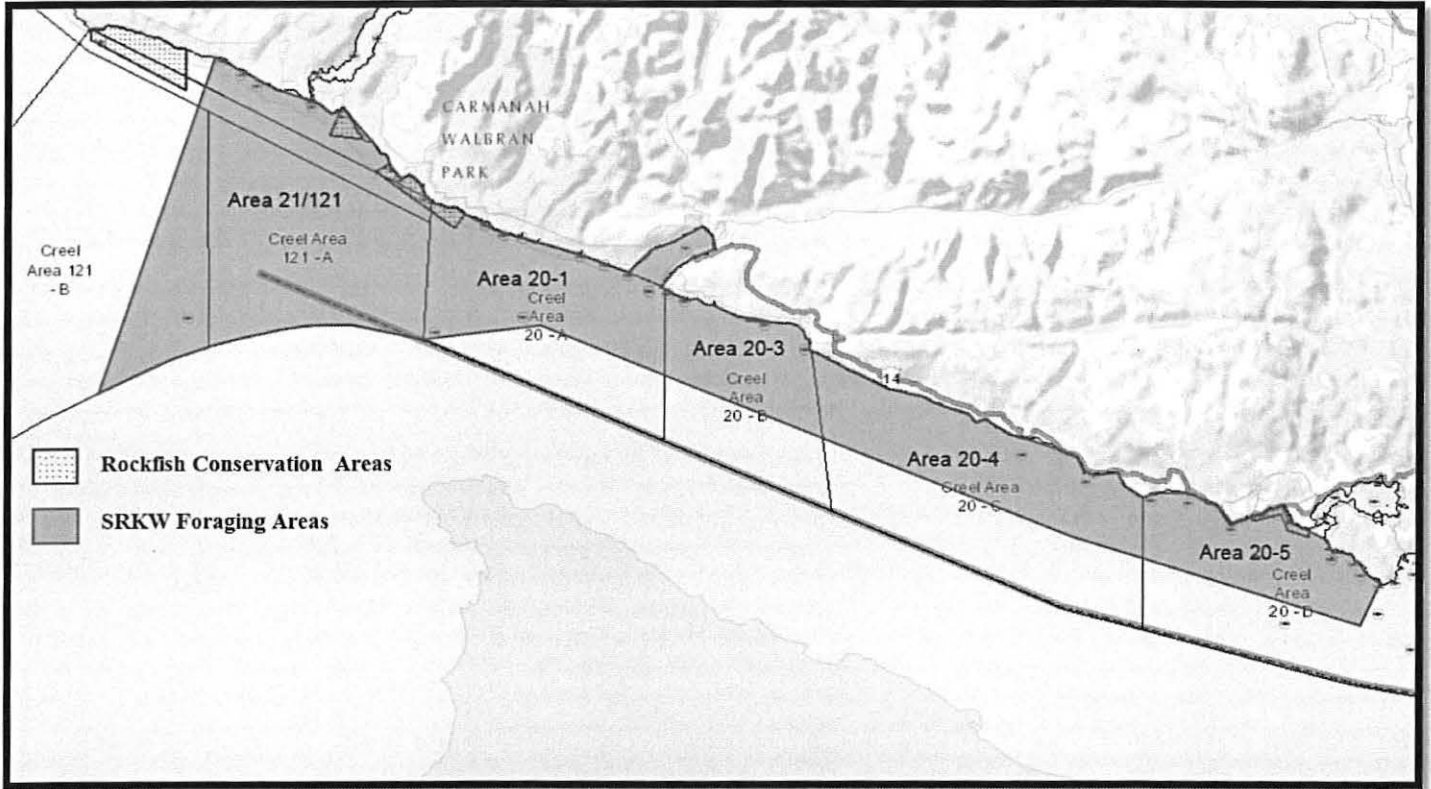 CARMANAH
WALBRAN
PARK
Area 21/121
Creel Area
121 -A
Creel
Area 121
-B
Area 20-1
Creel
Area
20 -A
Area 20-3
Creel
Area
20 -B
14
Area 20-4
Creel Area
20 -C
Area 20-5
Creel
Area
20 -D
Rockfish Conservation Areas
SRKW Foraging Areas